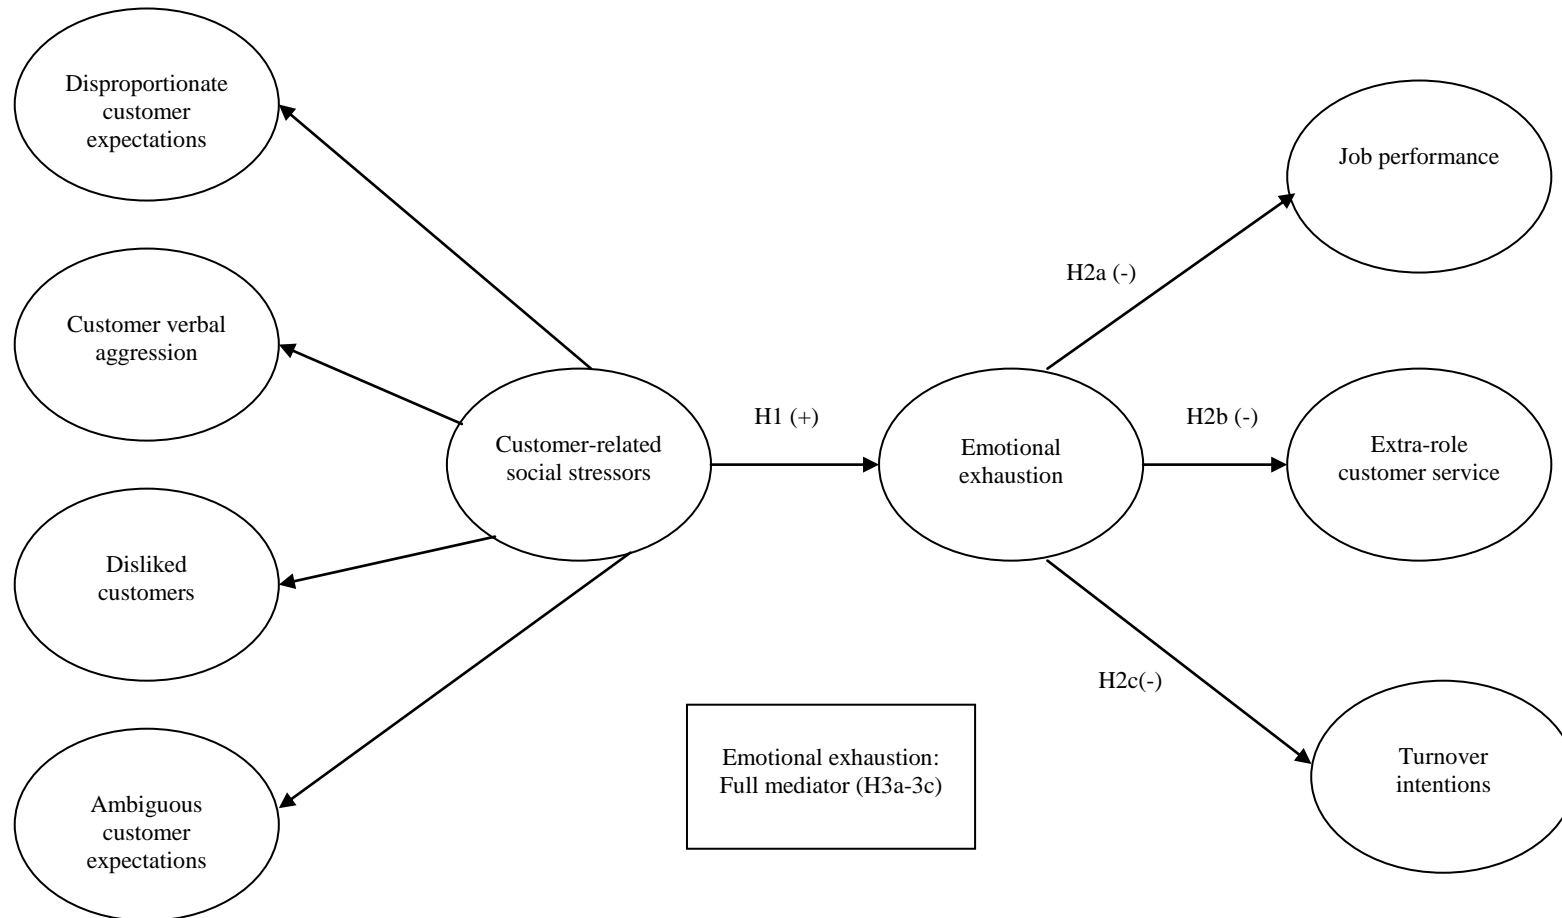 Disproportionate
customer
expectations
Customer verbal
aggression
Disliked
customers
Ambiguous
customer
expectations
Customer-related
social stressors
H1 (+)
Emotional
exhaustion
H2a (-)
H2b (-)
H2c(-)
Job performance
Extra-role
customer service
Turnover
intentions
Emotional exhaustion:
Full mediator (H3a-3c)